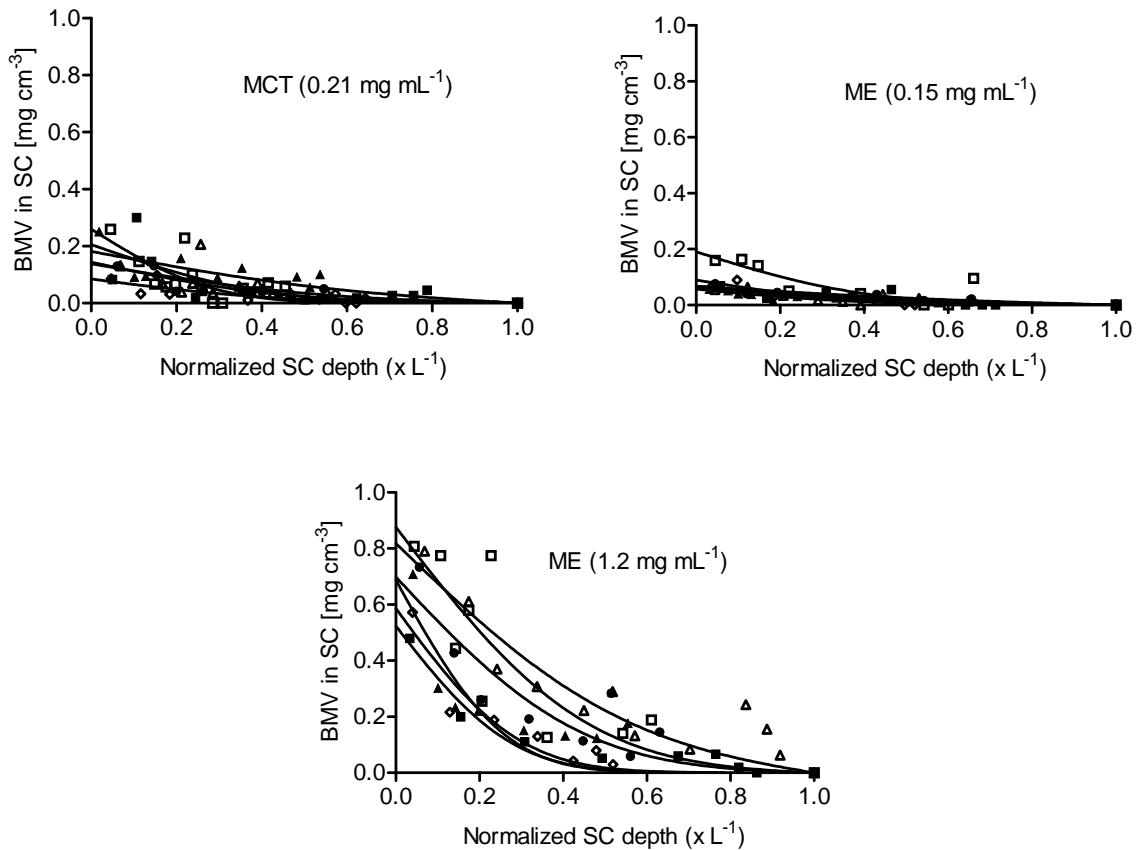 1.0
0.8
0.6
0.4
0.2
0.0
BMV in SC [mg cm⁻³]
MCT (0.21 mg mL⁻¹)
0.0 0.2 0.4 0.6 0.8 1.0
Normalized SC depth (x L⁻¹)
1.0
0.8
0.6
0.4
0.2
0.0
BMV in SC [mg cm⁻³]
ME (0.15 mg mL⁻¹)
0.0 0.2 0.4 0.6 0.8 1.0
Normalized SC depth (x L⁻¹)
1.0
0.8
0.6
0.4
0.2
0.0
BMV in SC [mg cm⁻³]
ME (1.2 mg mL⁻¹)
0.0 0.2 0.4 0.6 0.8 1.0
Normalized SC depth (x L⁻¹)